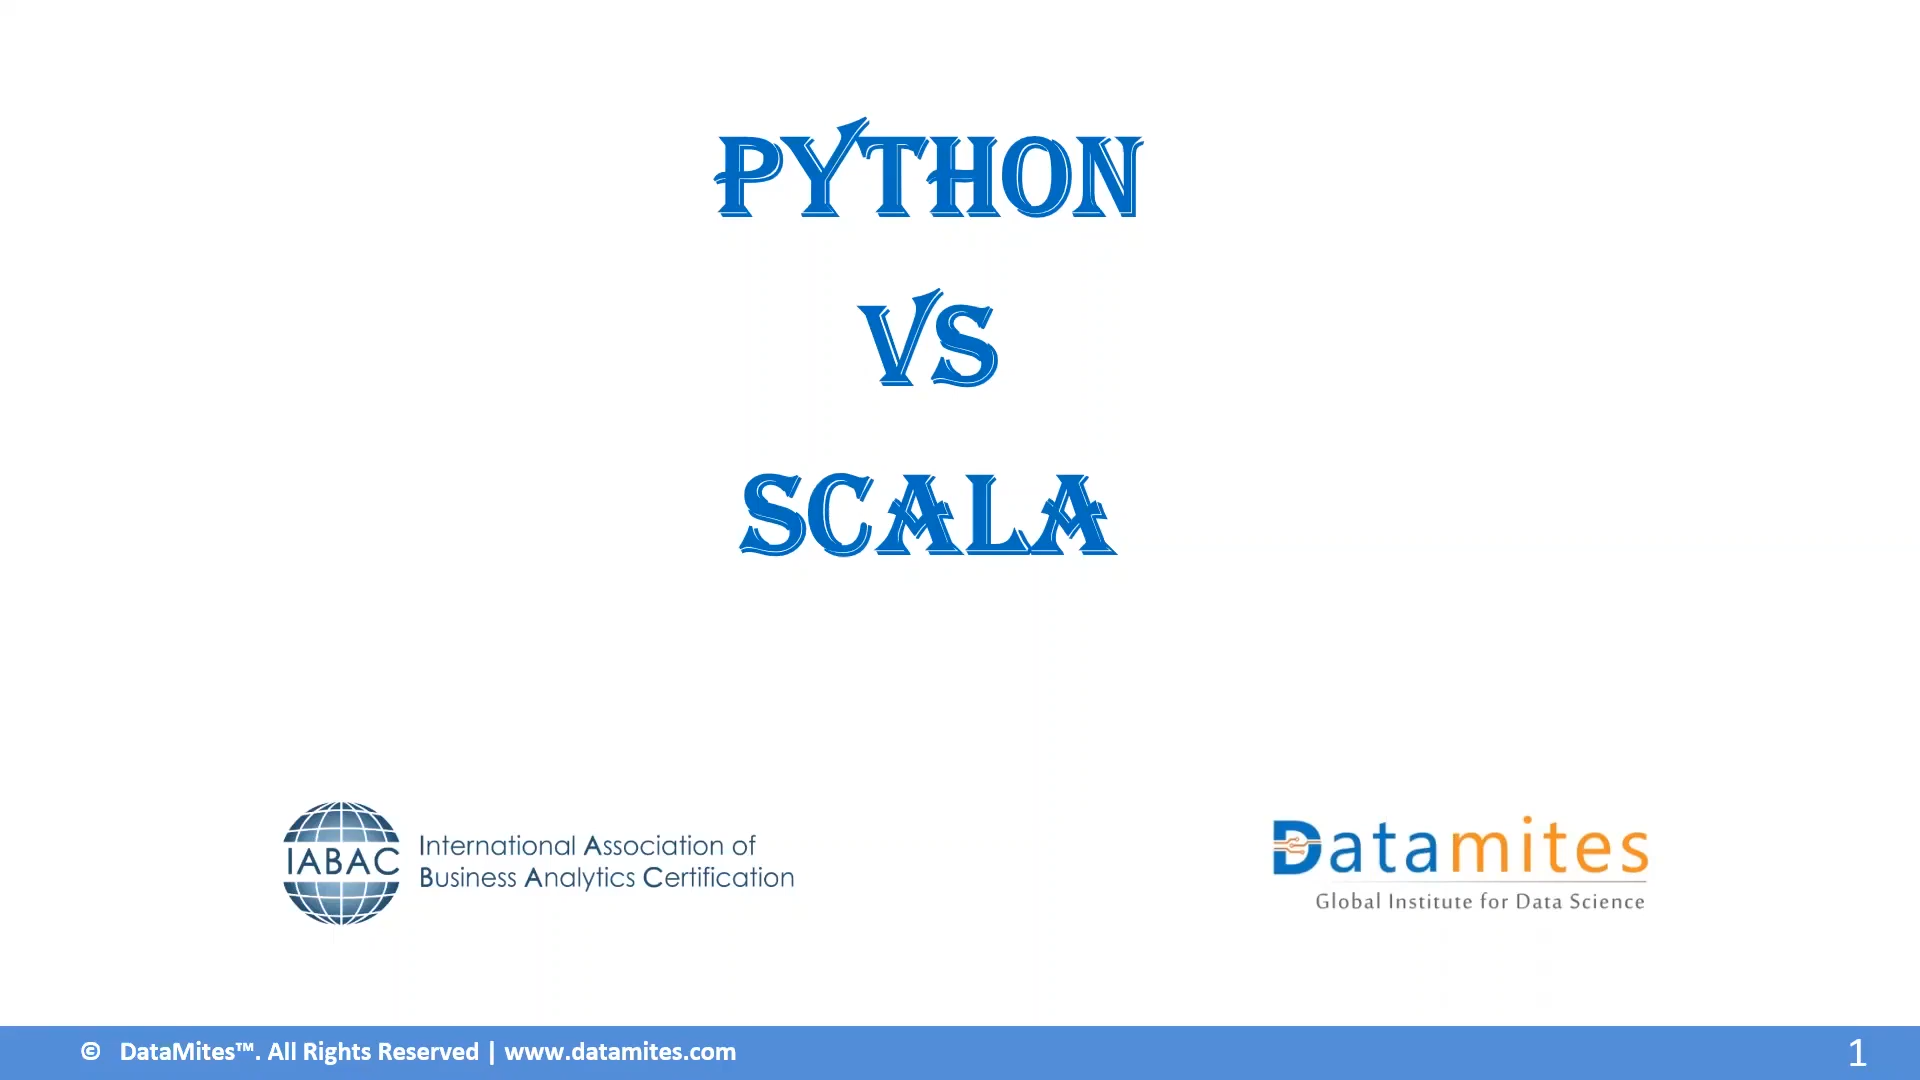 PYTHON
VS
SCALA
IABAC
International Association of
Business Analytics Certification
Datamites
Global Institute for Data Science
© DataMites™. All Rights Reserved | www.datamites.com
1